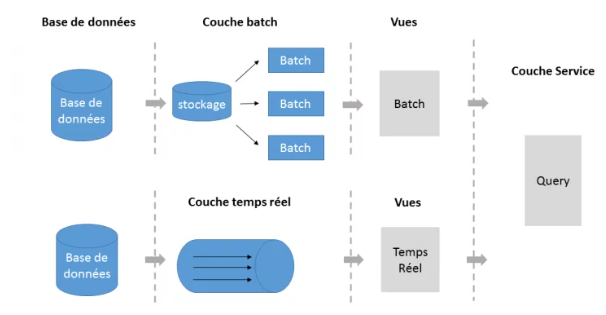 Base de données
Couche batch
Vues
Couche Service
Base de
données
stockage
Batch
Batch
Batch
Batch
Query
Couche temps réel
Vues
Base de
données
Temps
Réel